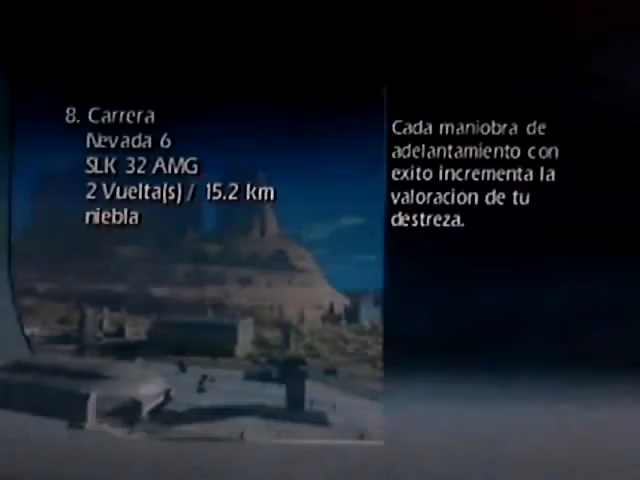 8. Carrera
Nevada 6
SLK 32 AMG
2 Vuelta(s) / 15.2 km
niebla
Cada maniobra de
adelantamiento con
exito incrementa la
valoracion de tu
destreza.